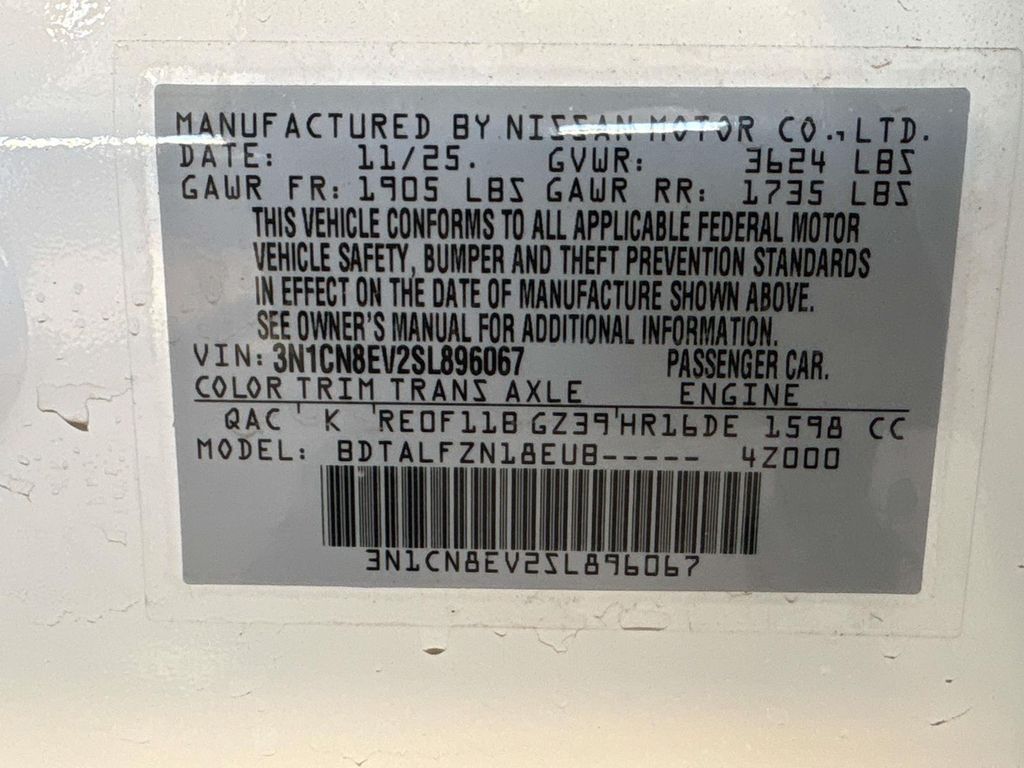 MANUFACTURED BY NISSAN MOTOR CO., LTD.
DATE: 11/25. GVWR: 3624 LBS
GAWR FR: 1905 LBS GAWR RR: 1735 LBS
THIS VEHICLE CONFORMS TO ALL APPLICABLE FEDERAL MOTOR
VEHICLE SAFETY, BUMPER AND THEFT PREVENTION STANDARDS
IN EFFECT ON THE DATE OF MANUFACTURE SHOWN ABOVE.
SEE OWNER'S MANUAL FOR ADDITIONAL INFORMATION.
VIN: 3N1CN8EV2SL896067 PASSENGER CAR.
COLOR TRIM TRANS AXLE ENGINE
QAC ' K 'RE0F11B GZ39'HR16DE 1598 CC
MODEL: BDTALFZN18EUB----- 4Z000
3N1CN8EV2SL896067